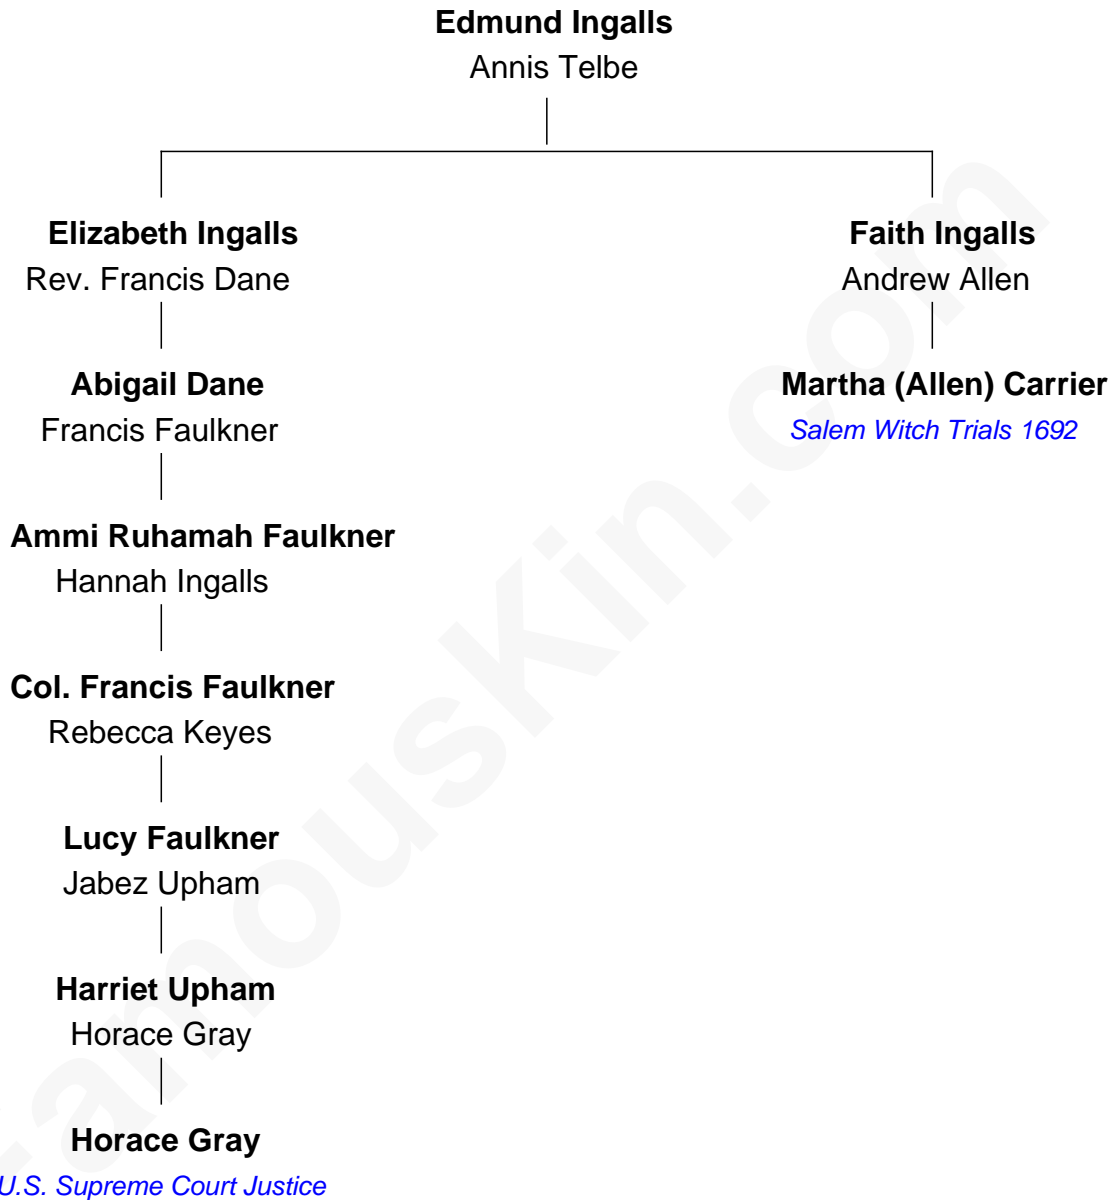 Edmund Ingalls
Annis Telbe
Elizabeth Ingalls
Rev. Francis Dane
Faith Ingalls
Andrew Allen
Abigail Dane
Francis Faulkner
Martha (Allen) Carrier
Salem Witch Trials 1692
Ammi Ruhamah Faulkner
Hannah Ingalls
Col. Francis Faulkner
Rebecca Keyes
Lucy Faulkner
Jabez Upham
Harriet Upham
Horace Gray
Horace Gray
U.S. Supreme Court Justice
FamousKin.com